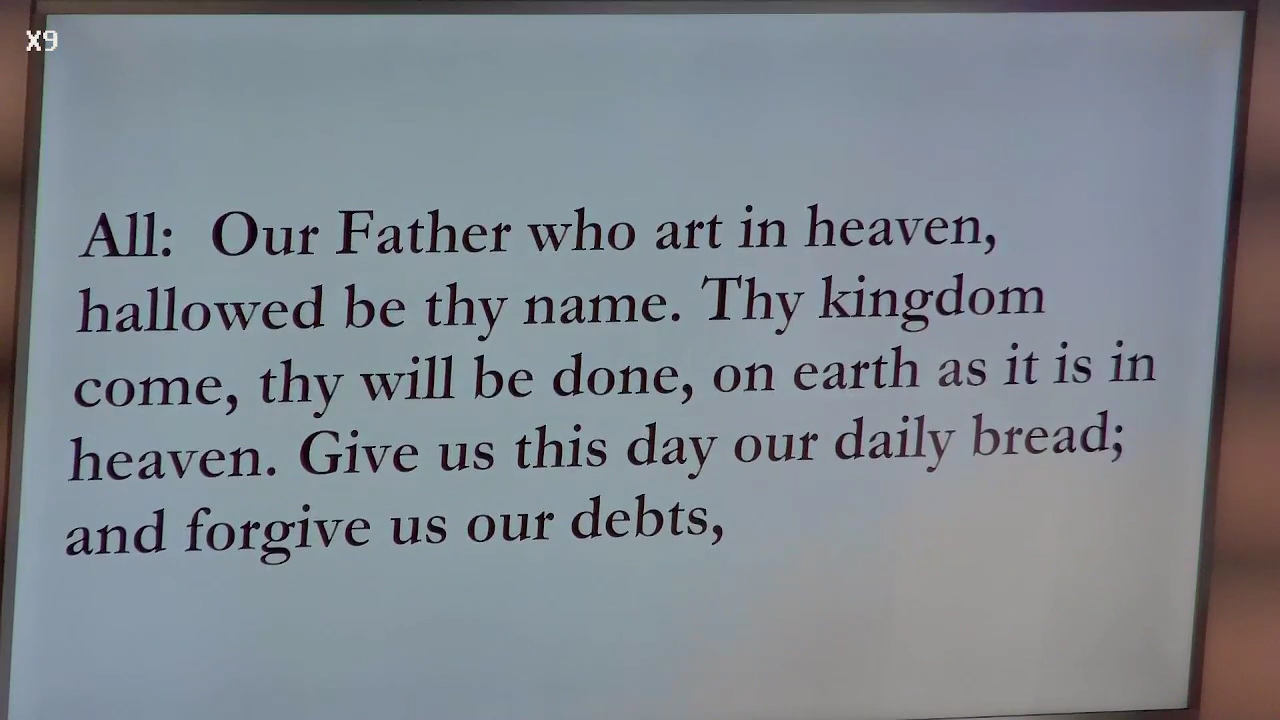 X9
All: Our Father who art in heaven,
hallowed be thy name. Thy kingdom
come, thy will be done, on earth as it is in
heaven. Give us this day our daily bread;
and forgive us our debts,